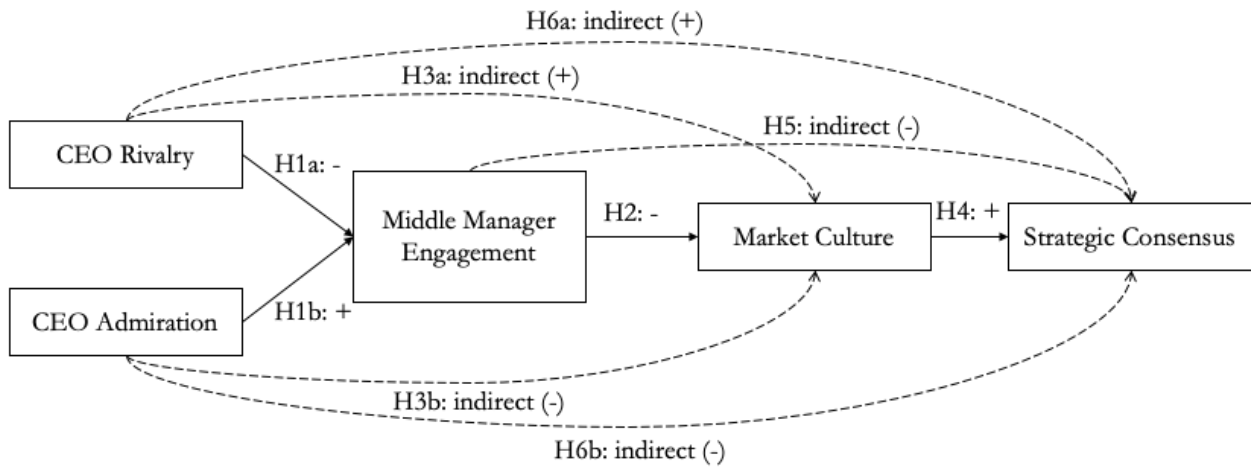 H6a: indirect (+)
H3a: indirect (+)
H5: indirect (-)
CEO Rivalry
H1a: -
Middle Manager
Engagement
H2: -
Market Culture
H4: +
Strategic Consensus
CEO Admiration
H1b: +
H3b: indirect (-)
H6b: indirect (-)